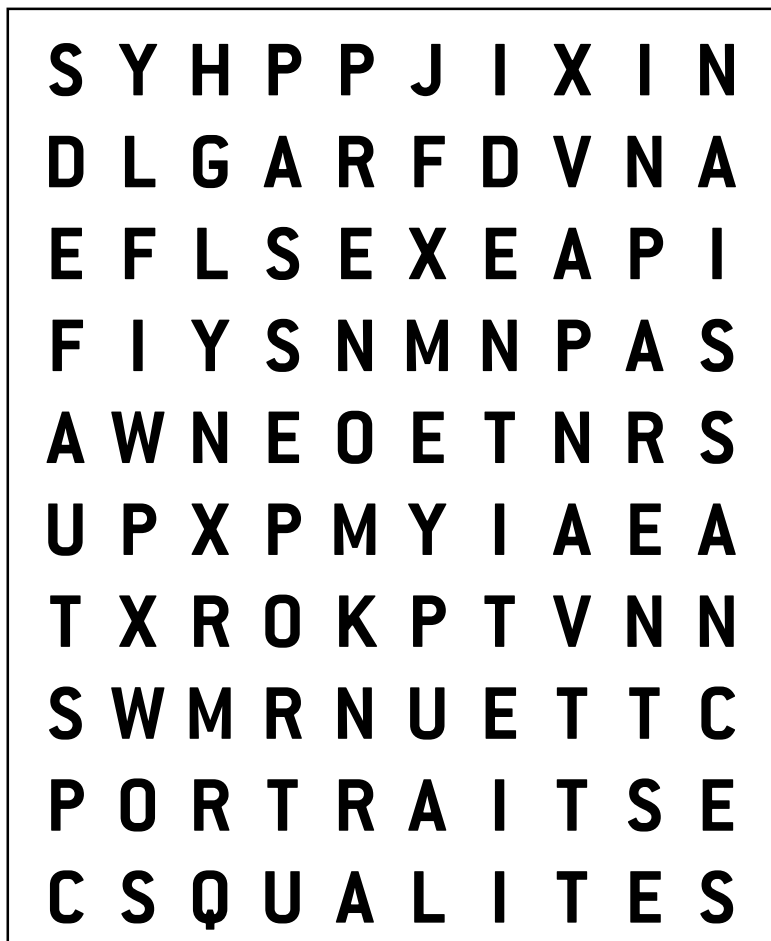 S Y H P P J I X I N
D L G A R F D V N A
E F L S E X E A P I
F I Y S N M N P A S
A W N E O E T N R S
U P X P M Y I A E A
T X R O K P T V N N
S W M R N U E T T C
P O R T R A I T S E
C S Q U A L I T E S